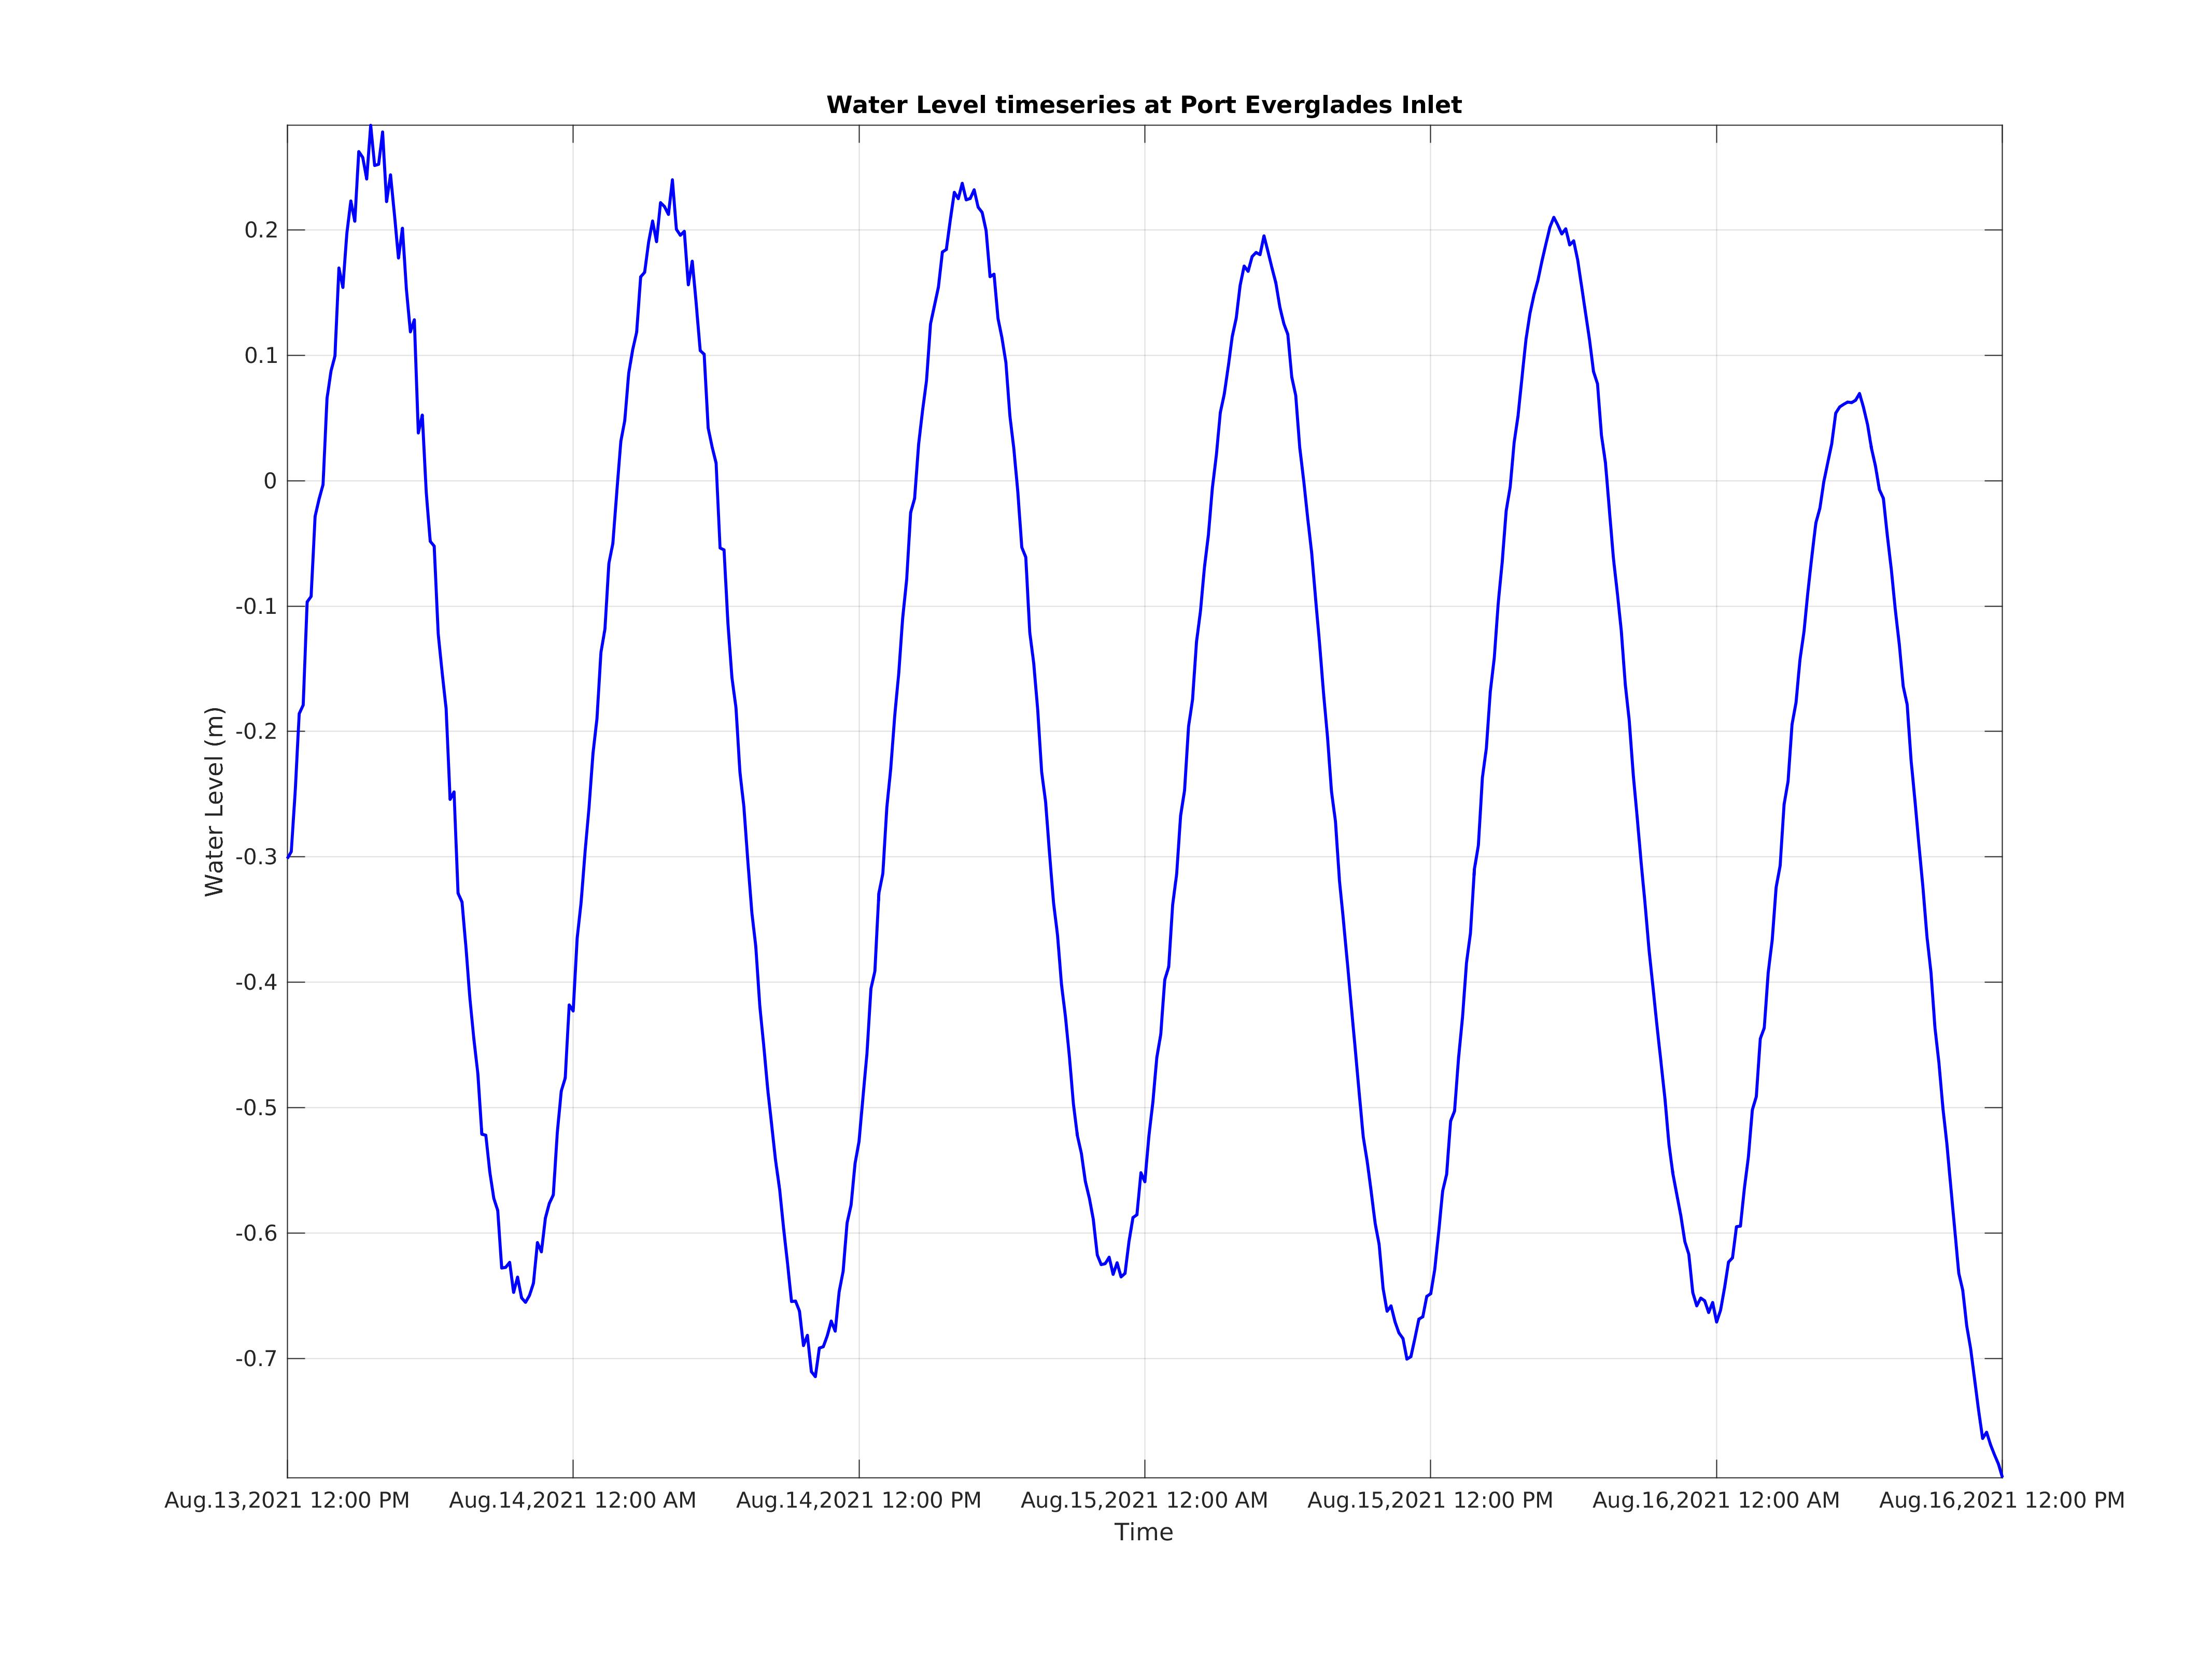 Water Level timeseries at Port Everglades Inlet
0.2
0.1
0
-0.1
-0.2
-0.3
-0.4
-0.5
-0.6
-0.7
Water Level (m)
Aug.13,2021 12:00 PM Aug.14,2021 12:00 AM Aug.14,2021 12:00 PM Aug.15,2021 12:00 AM Aug.15,2021 12:00 PM Aug.16,2021 12:00 AM Aug.16,2021 12:00 PM
Time